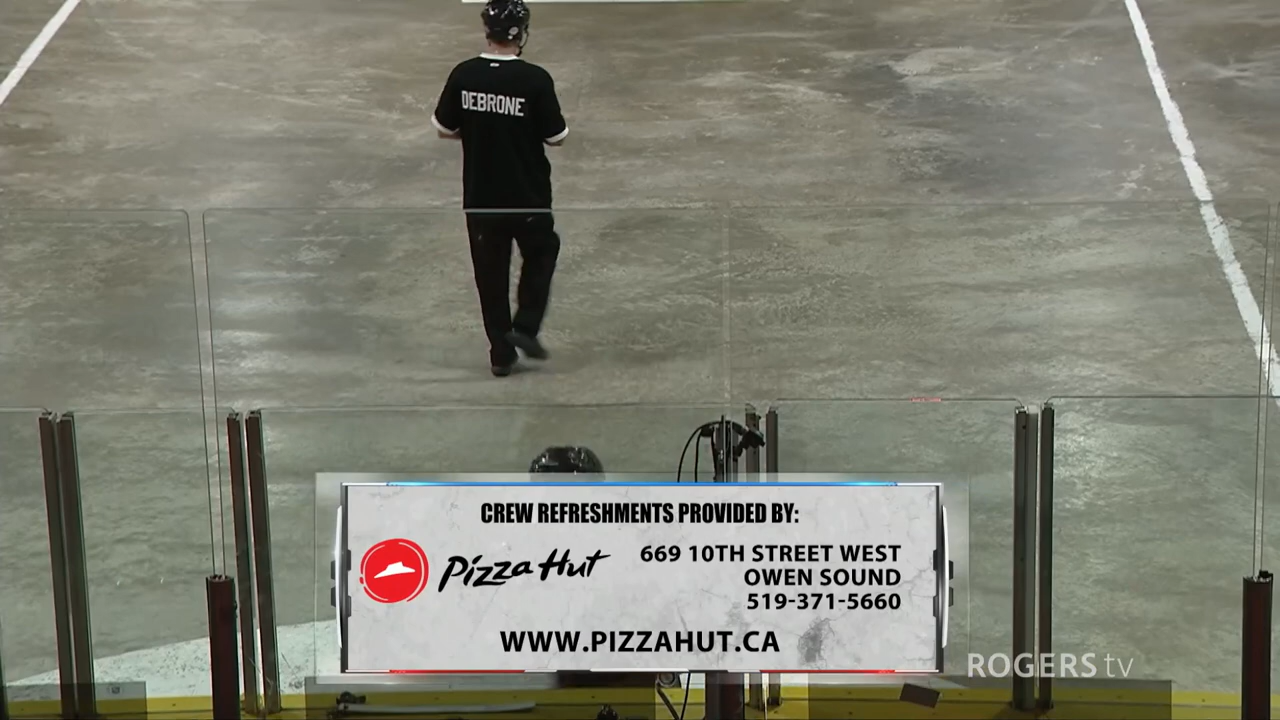 DEBRONE
CREW REFRESHMENTS PROVIDED BY:
Pizza Hut
669 10TH STREET WEST
OWEN SOUND
519-371-5660
WWW.PIZZAHUT.CA
ROGERS tv